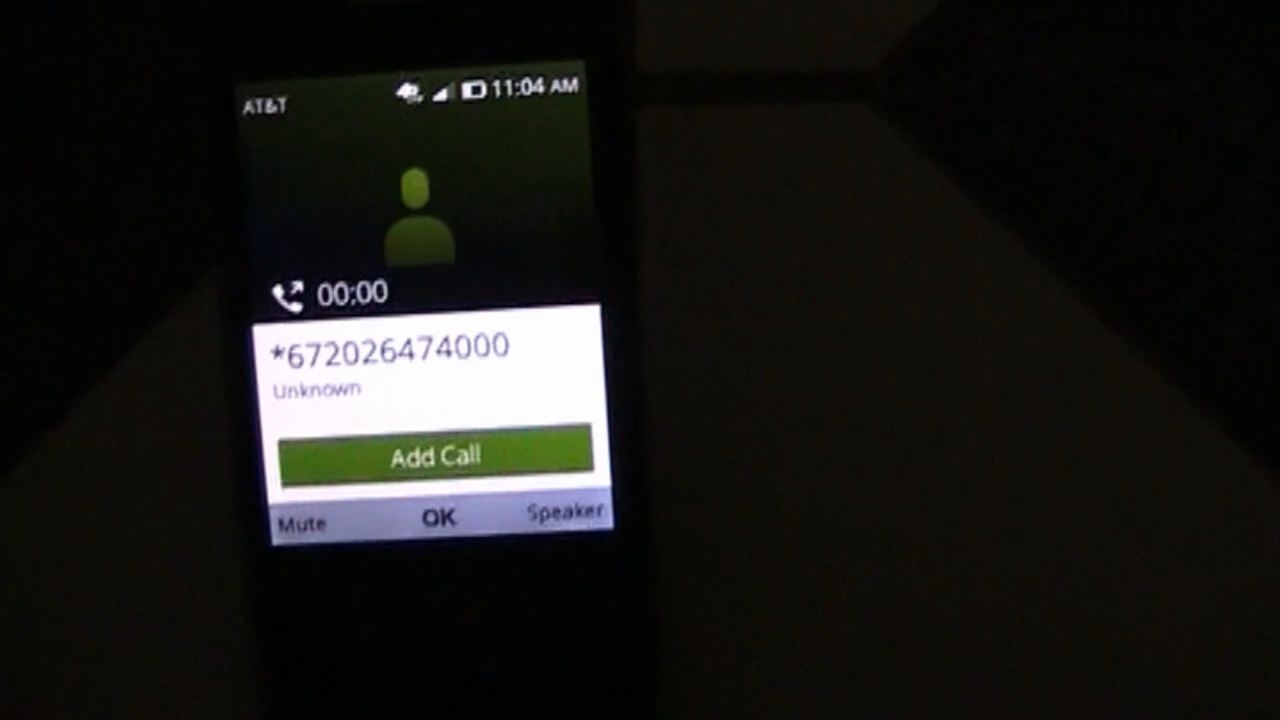 AT&T 11:04 AM
00:00
*672026474000
Unknown
Add Call
Mute OK Speaker